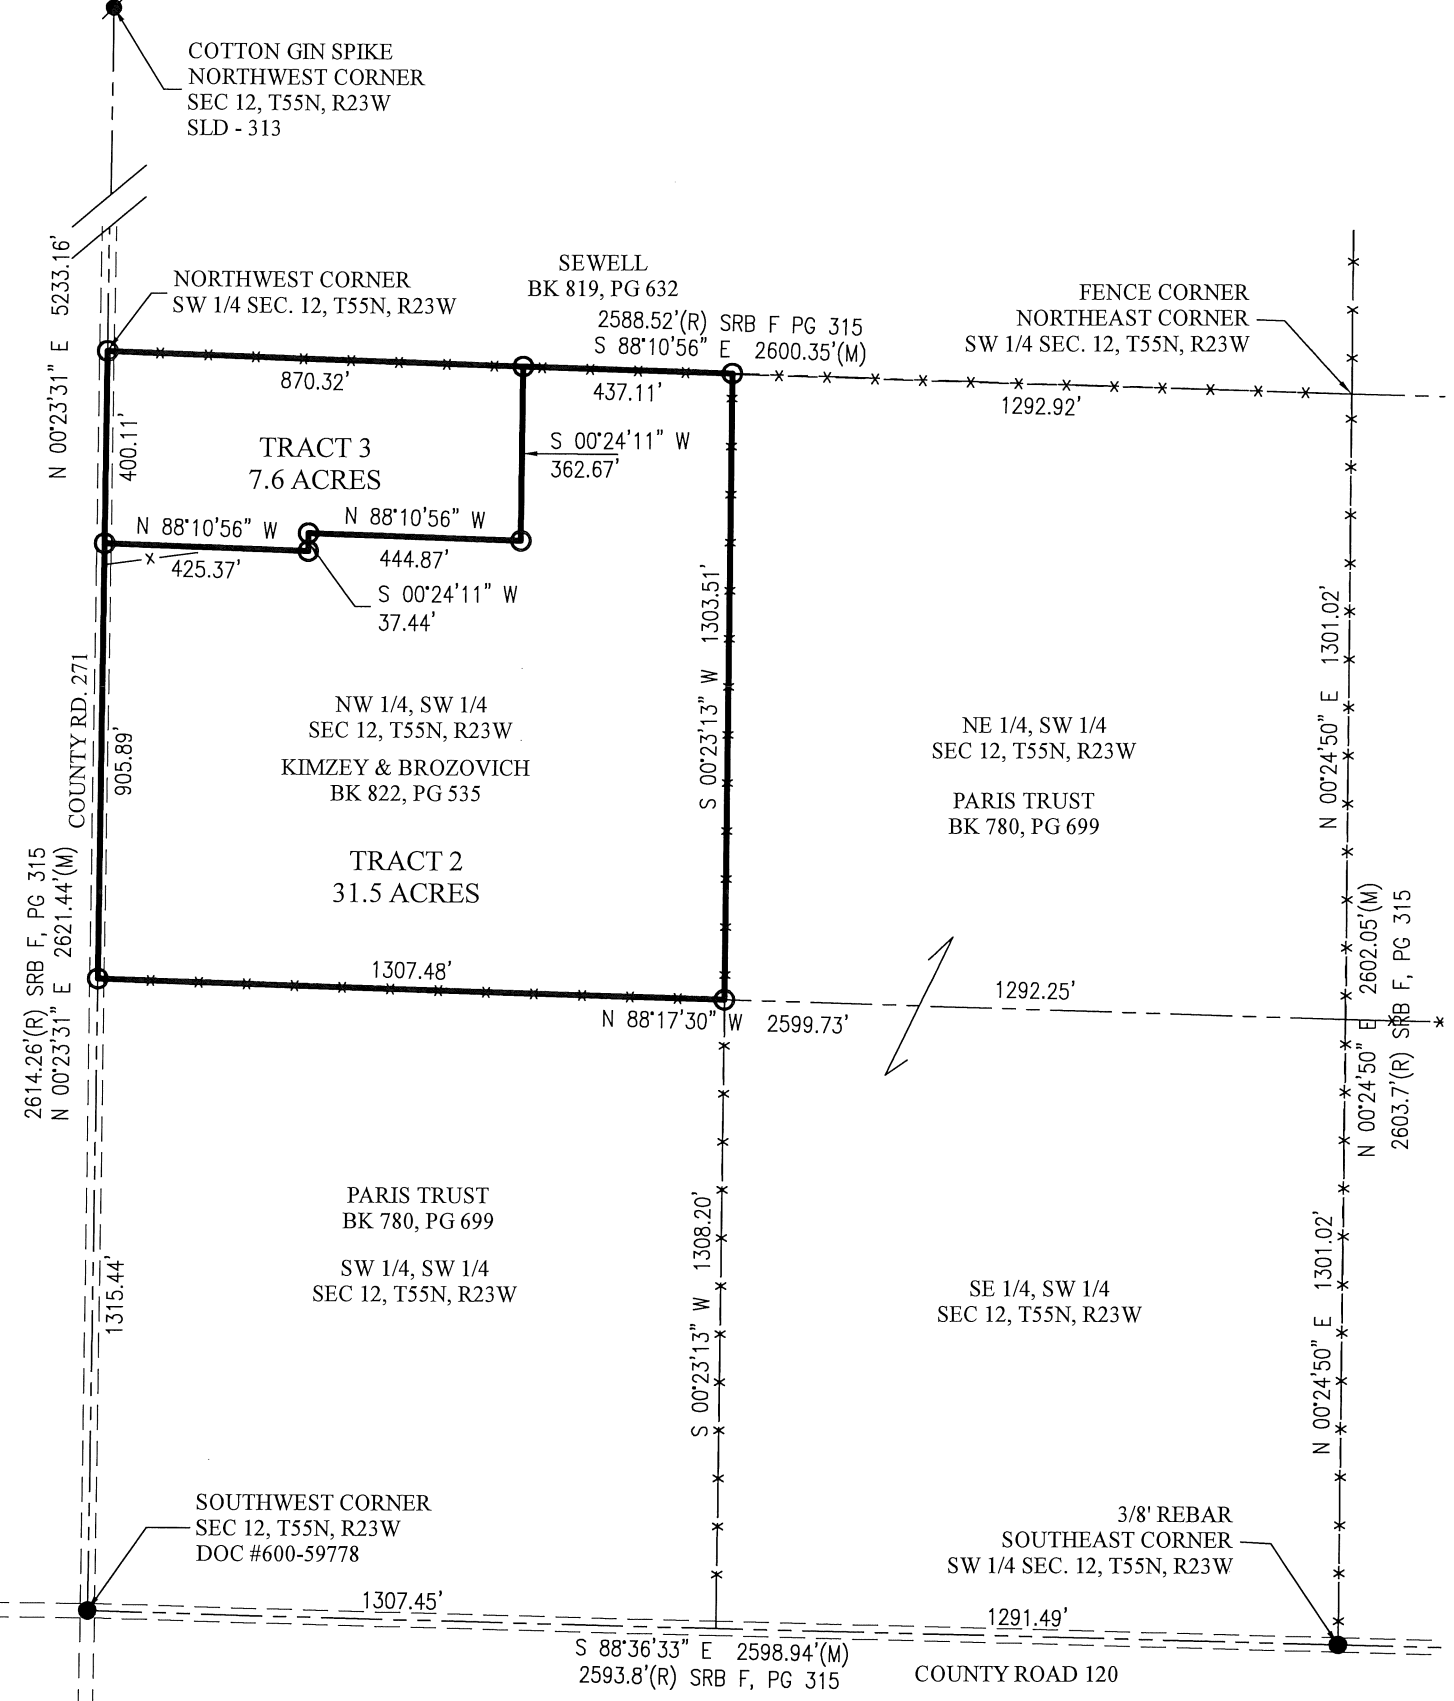 COTTON GIN SPIKE
NORTHWEST CORNER
SEC 12, T55N, R23W
SLD - 313
N 00°23'31" E 5233.16'
NORTHWEST CORNER
SW 1/4 SEC. 12, T55N, R23W
SEWELL
BK 819, PG 632
2588.52'(R) SRB F PG 315
S 88°10'56" E 2600.35'(M)
FENCE CORNER
NORTHEAST CORNER
SW 1/4 SEC. 12, T55N, R23W
870.32'
437.11'
1292.92'
400.11'
TRACT 3
7.6 ACRES
S 00°24'11" W
362.67'
N 88°10'56" W
425.37'
N 88°10'56" W
444.87'
S 00°24'11" W
37.44'
COUNTY RD. 271
905.89'
NW 1/4, SW 1/4
SEC 12, T55N, R23W
KIMZEY & BROZOVICH
BK 822, PG 535
TRACT 2
31.5 ACRES
S 00°23'13" W 1303.51'
NE 1/4, SW 1/4
SEC 12, T55N, R23W
PARIS TRUST
BK 780, PG 699
N 00°24'50" E 1301.02'
2614.26'(R) SRB F, PG 315
N 00°23'31" E 2621.44'(M)
1307.48'
N 88°17'30" W 2599.73'
1292.25'
N 00°24'50" E 2602.05'(M)
2603.7'(R) SRB F, PG 315
PARIS TRUST
BK 780, PG 699
SW 1/4, SW 1/4
SEC 12, T55N, R23W
1315.44'
S 00°23'13" W 1308.20'
SE 1/4, SW 1/4
SEC 12, T55N, R23W
N 00°24'50" E 1301.02'
SOUTHWEST CORNER
SEC 12, T55N, R23W
DOC #600-59778
3/8' REBAR
SOUTHEAST CORNER
SW 1/4 SEC. 12, T55N, R23W
1307.45'
1291.49'
S 88°36'33" E 2598.94'(M)
2593.8'(R) SRB F, PG 315
COUNTY ROAD 120